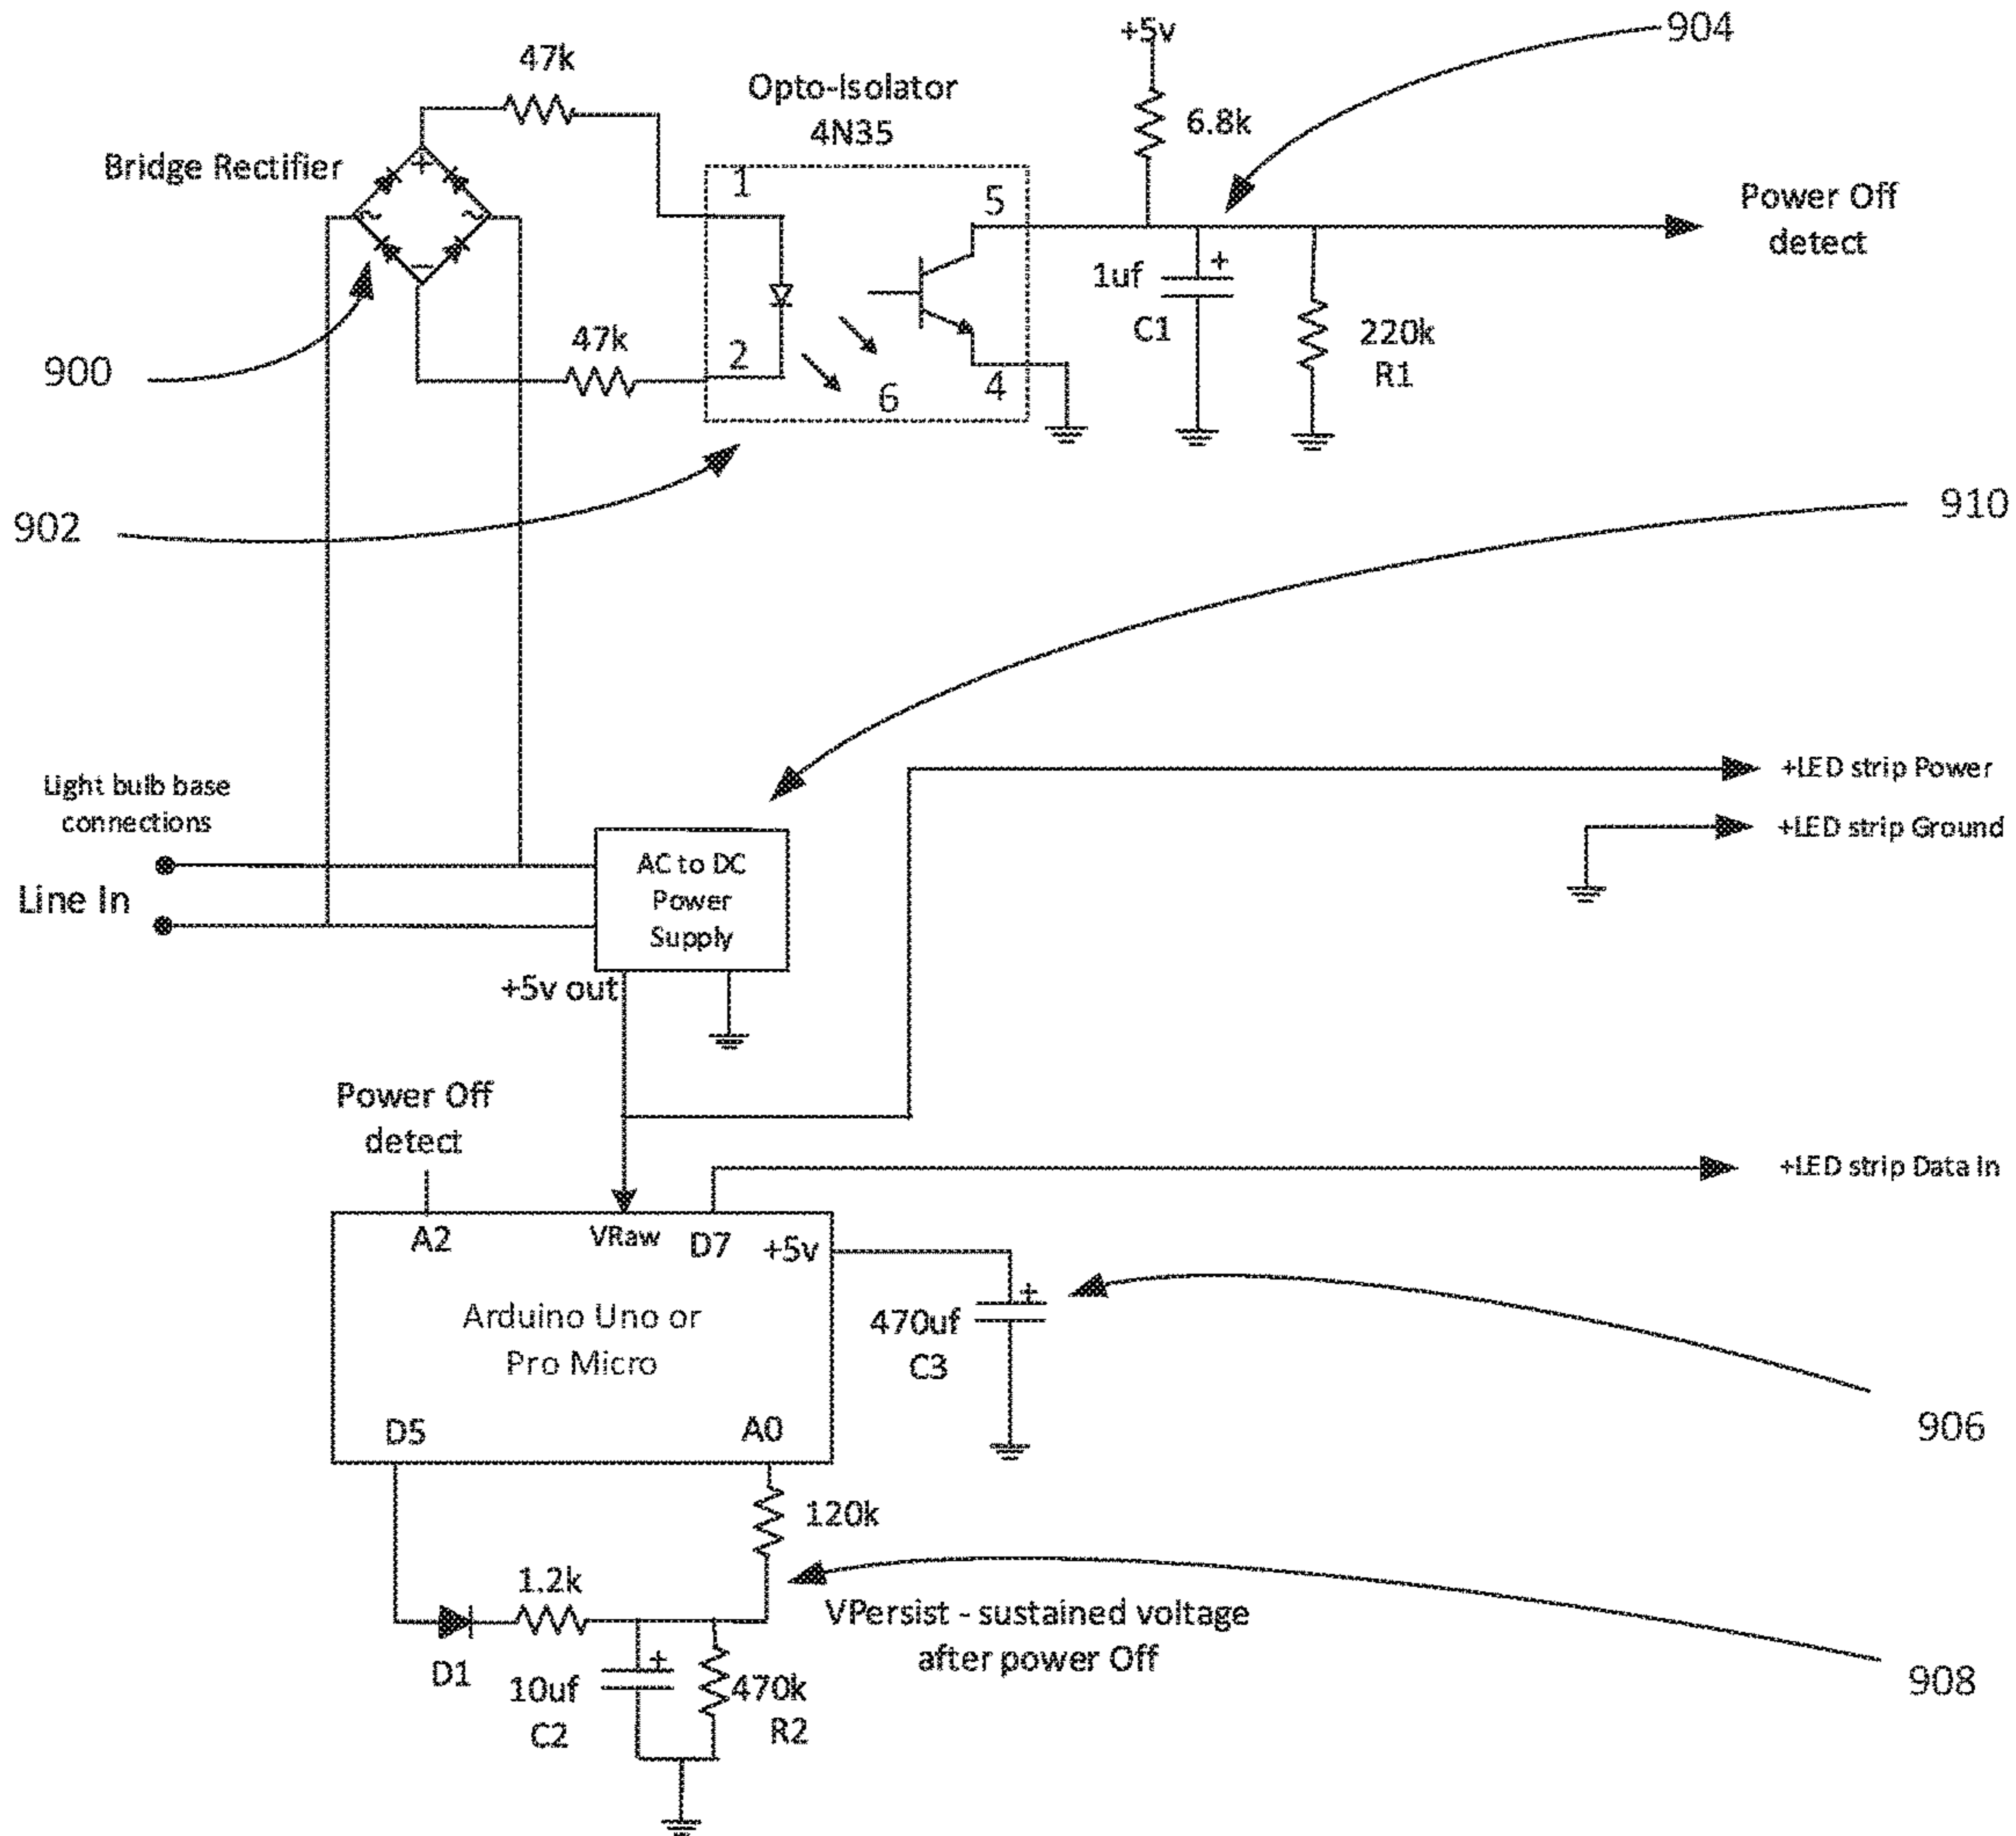 +5v
904
47k
Opto-Isolator
4N35
6.8k
Bridge Rectifier
+
~
~
−
1
5
Power Off
detect
+
1uf
C1
220k
R1
47k
2
4
6
900
902
910
Light bulb base
connections
Line In
AC to DC
Power
Supply
+LED strip Power
+LED strip Ground
+5v out
Power Off
detect
+LED strip Data In
A2
VRaw
D7
+5v
Arduino Uno or
Pro Micro
+
470uf
C3
906
D5
A0
120k
1.2k
VPersist - sustained voltage
after power Off
D1
+
10uf
C2
470k
R2
908